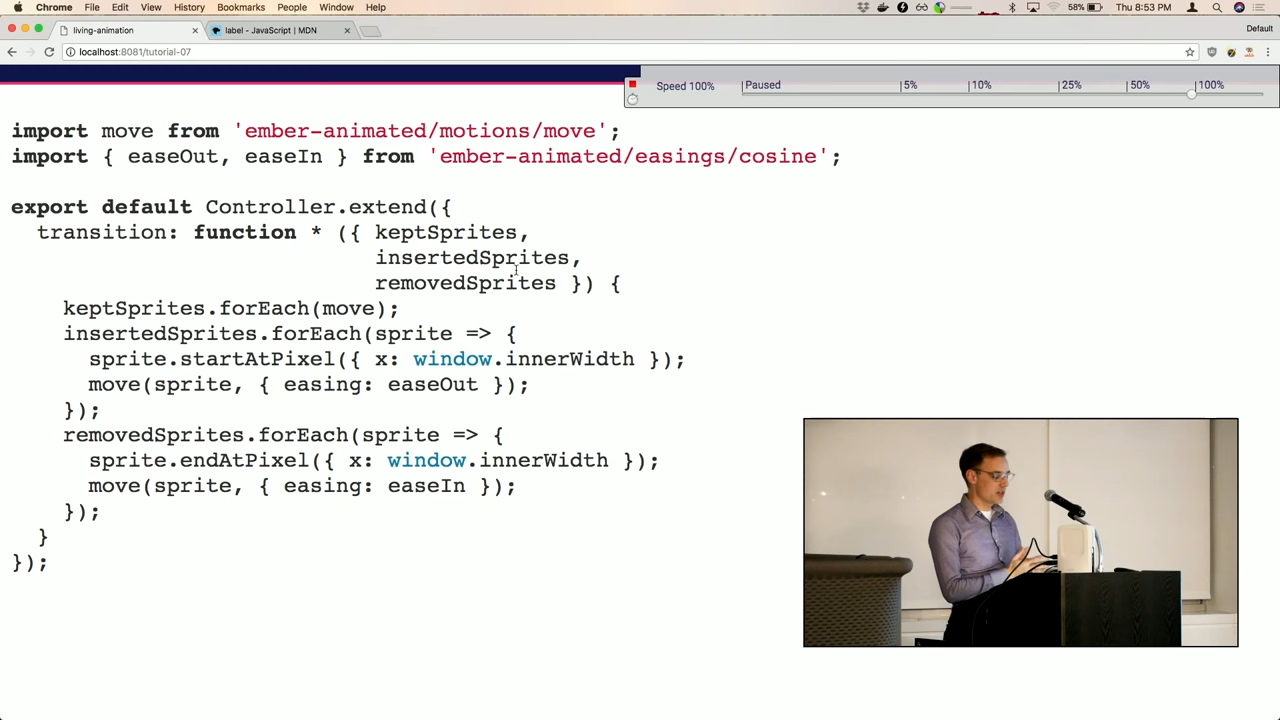 Chrome File Edit View History Bookmarks People Window Help 58% Thu 8:53 PM
living-animation label - JavaScript | MDN Default
localhost:8081/tutorial-07
Speed 100% Paused 5% 10% 25% 50% 100%
import move from 'ember-animated/motions/move';
import { easeOut, easeIn } from 'ember-animated/easings/cosine';
export default Controller.extend({
transition: function * ({ keptSprites,
insertedSprites,
removedSprites }) {
keptSprites.forEach(move);
insertedSprites.forEach(sprite => {
sprite.startAtPixel({ x: window.innerWidth });
move(sprite, { easing: easeOut });
});
removedSprites.forEach(sprite => {
sprite.endAtPixel({ x: window.innerWidth });
move(sprite, { easing: easeIn });
});
}
});